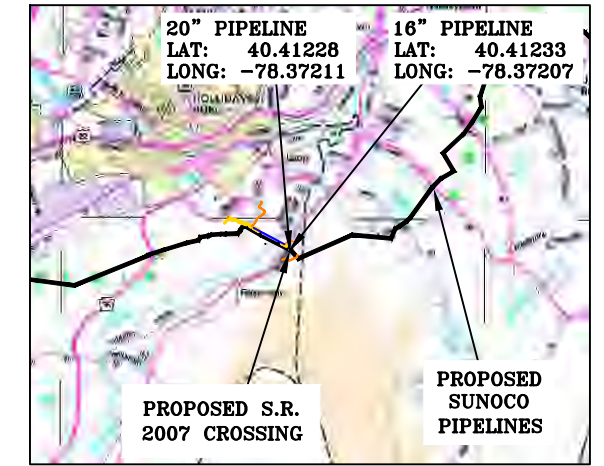 20” PIPELINE
LAT: 40.41228
LONG: -78.37211
16” PIPELINE
LAT: 40.41233
LONG: -78.37207
PROPOSED S.R.
2007 CROSSING
PROPOSED
SUNOCO
PIPELINES